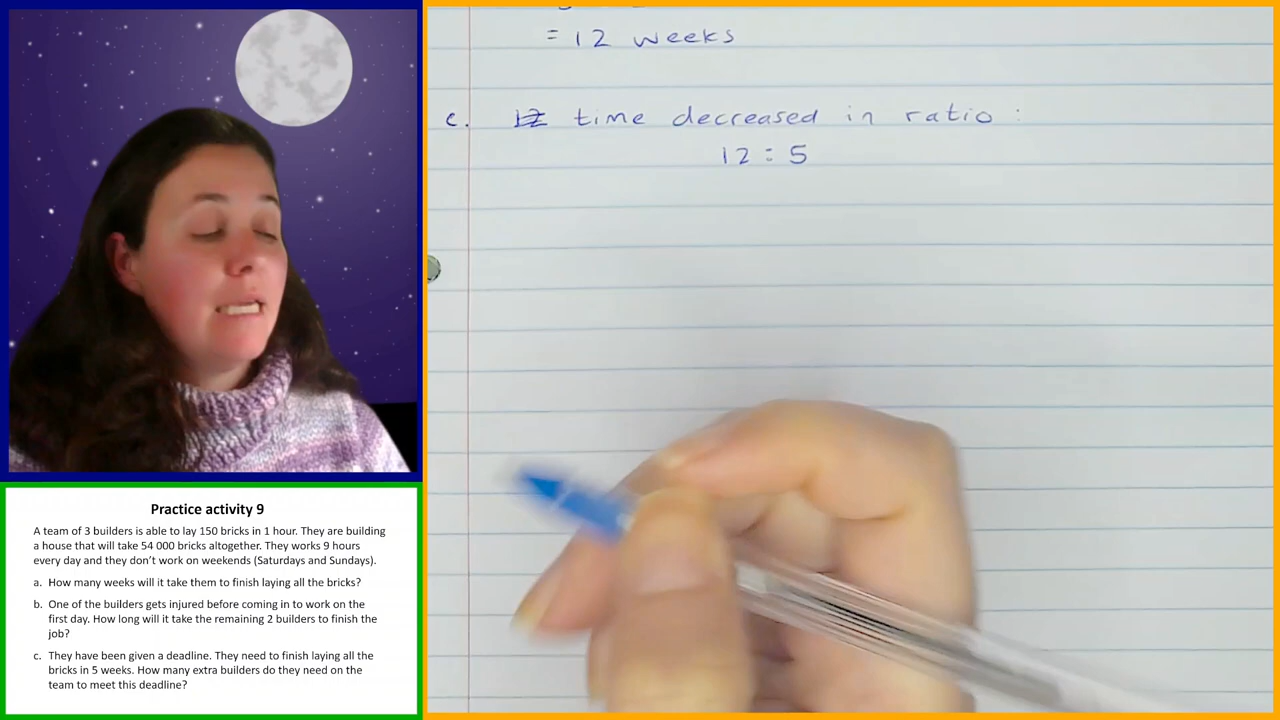 = 12 weeks
c. time decreased in ratio :
12 : 5
Practice activity 9
A team of 3 builders is able to lay 150 bricks in 1 hour. They are building
a house that will take 54 000 bricks altogether. They works 9 hours
every day and they don't work on weekends (Saturdays and Sundays).
a. How many weeks will it take them to finish laying all the bricks?
b. One of the builders gets injured before coming in to work on the
first day. How long will it take the remaining 2 builders to finish the
job?
c. They have been given a deadline. They need to finish laying all the
bricks in 5 weeks. How many extra builders do they need on the
team to meet this deadline?